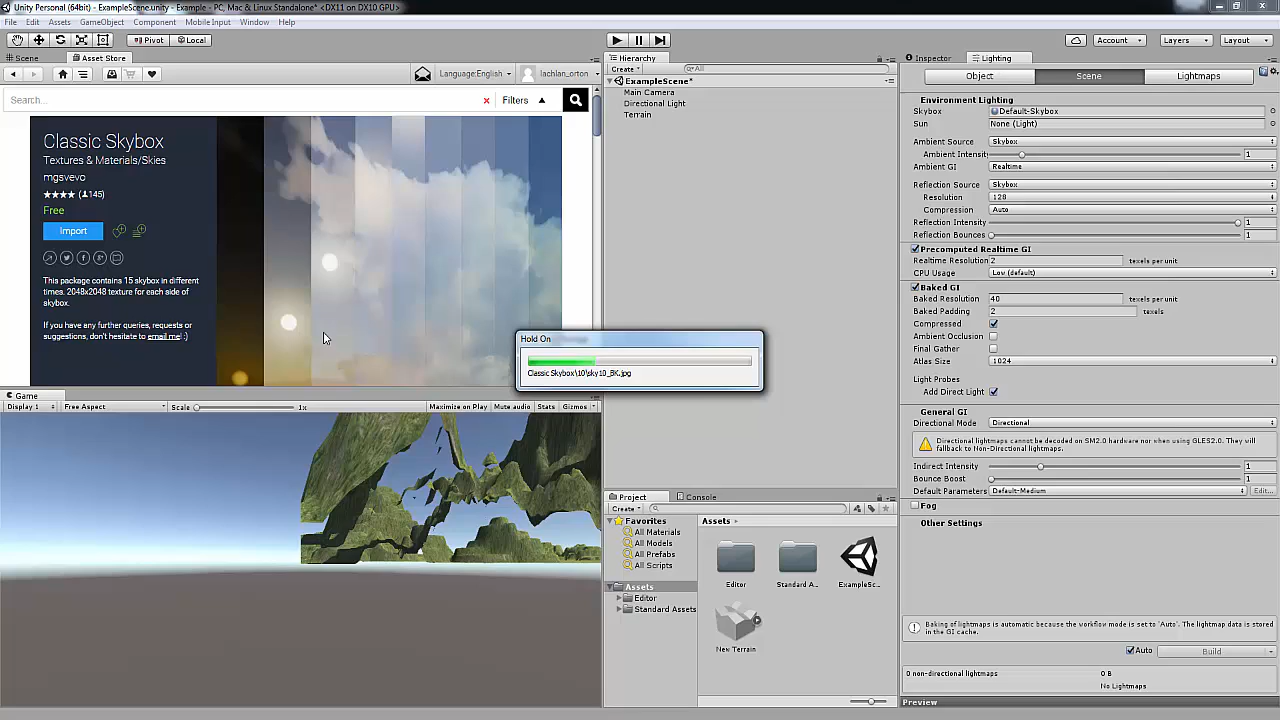 Unity Personal (64bit) - ExampleScene.unity - Example - PC, Mac & Linux Standalone* <DX11 on DX10 GPU>
File Edit Assets GameObject Component Mobile Input Window Help
Pivot Local
Account Layers Layout
Scene Asset Store
Language:English lachlan_orton
Search... Filters
Classic Skybox
Textures & Materials/Skies
mgsvevo
(145)
Free
Import
This package contains 15 skybox in different
times. 2048x2048 texture for each side of
skybox.
If you have any further queries, requests or
suggestions, don't hesitate to email me! :)
Game
Display 1 Free Aspect Scale 1x Maximize on Play Mute audio Stats Gizmos
Hierarchy
Create All
ExampleScene*
Main Camera
Directional Light
Terrain
Hold On
Classic Skybox\10\sky10_BK.jpg
Project Console
Create
Favorites
All Materials
All Models
All Prefabs
All Scripts
Assets
Editor
Standard Assets
Assets
Editor Standard A... ExampleSc...
New Terrain
Inspector Lighting
Object Scene Lightmaps
Environment Lighting
Skybox Default-Skybox
Sun None (Light)
Ambient Source Skybox
Ambient Intensit 1
Ambient GI Realtime
Reflection Source Skybox
Resolution 128
Compression Auto
Reflection Intensity 1
Reflection Bounces 1
Precomputed Realtime GI
Realtime Resolution 2 texels per unit
CPU Usage Low (default)
Baked GI
Baked Resolution 40 texels per unit
Baked Padding 2 texels
Compressed
Ambient Occlusion
Final Gather
Atlas Size 1024
Light Probes
Add Direct Light
General GI
Directional Mode Directional
Directional lightmaps cannot be decoded on SM2.0 hardware nor when using GLES2.0. They will
fallback to Non-Directional lightmaps.
Indirect Intensity 1
Bounce Boost 1
Default Parameters Default-Medium Edit...
Fog
Other Settings
Baking of lightmaps is automatic because the workflow mode is set to 'Auto'. The lightmap data is stored
in the GI cache.
Auto Build
0 non-directional lightmaps 0 B
No Lightmaps
Preview